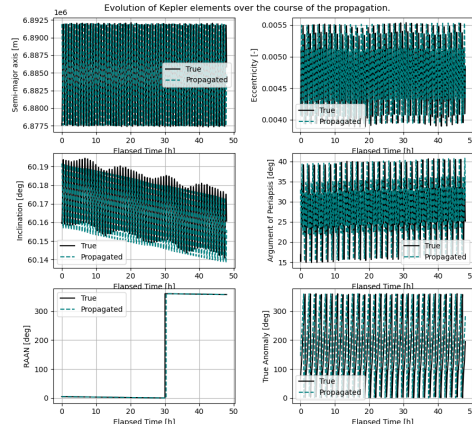 Evolution of Kepler elements over the course of the propagation.
1e6
6.8925
6.8900
6.8875
6.8850
6.8825
6.8800
6.8775
Semi-major axis [m]
True
Propagated
0 10 20 30 40 50
Elapsed Time [h]
0.0055
0.0050
0.0045
0.0040
Eccentricity [-]
True
Propagated
0 10 20 30 40
Elapsed Time [h]
60.19
60.18
60.17
60.16
60.15
60.14
Inclination [deg]
True
Propagated
0 10 20 30 40 50
Elapsed Time [h]
40
35
30
25
20
15
Argument of Periapsis [deg]
True
Propagated
0 10 20 30 40
Elapsed Time [h]
300
200
100
0
RAAN [deg]
True
Propagated
0 10 20 30 40 50
Elapsed Time [h]
300
200
100
0
True Anomaly [deg]
True
Propagated
0 10 20 30 40
Elapsed Time [h]